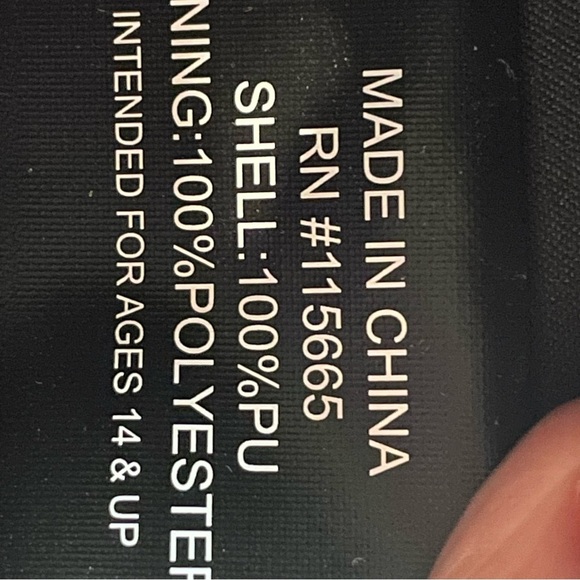 MADE IN CHINA
RN #115665
SHELL:100%PU
NING:100%POLYESTER
INTENDED FOR AGES 14 & UP